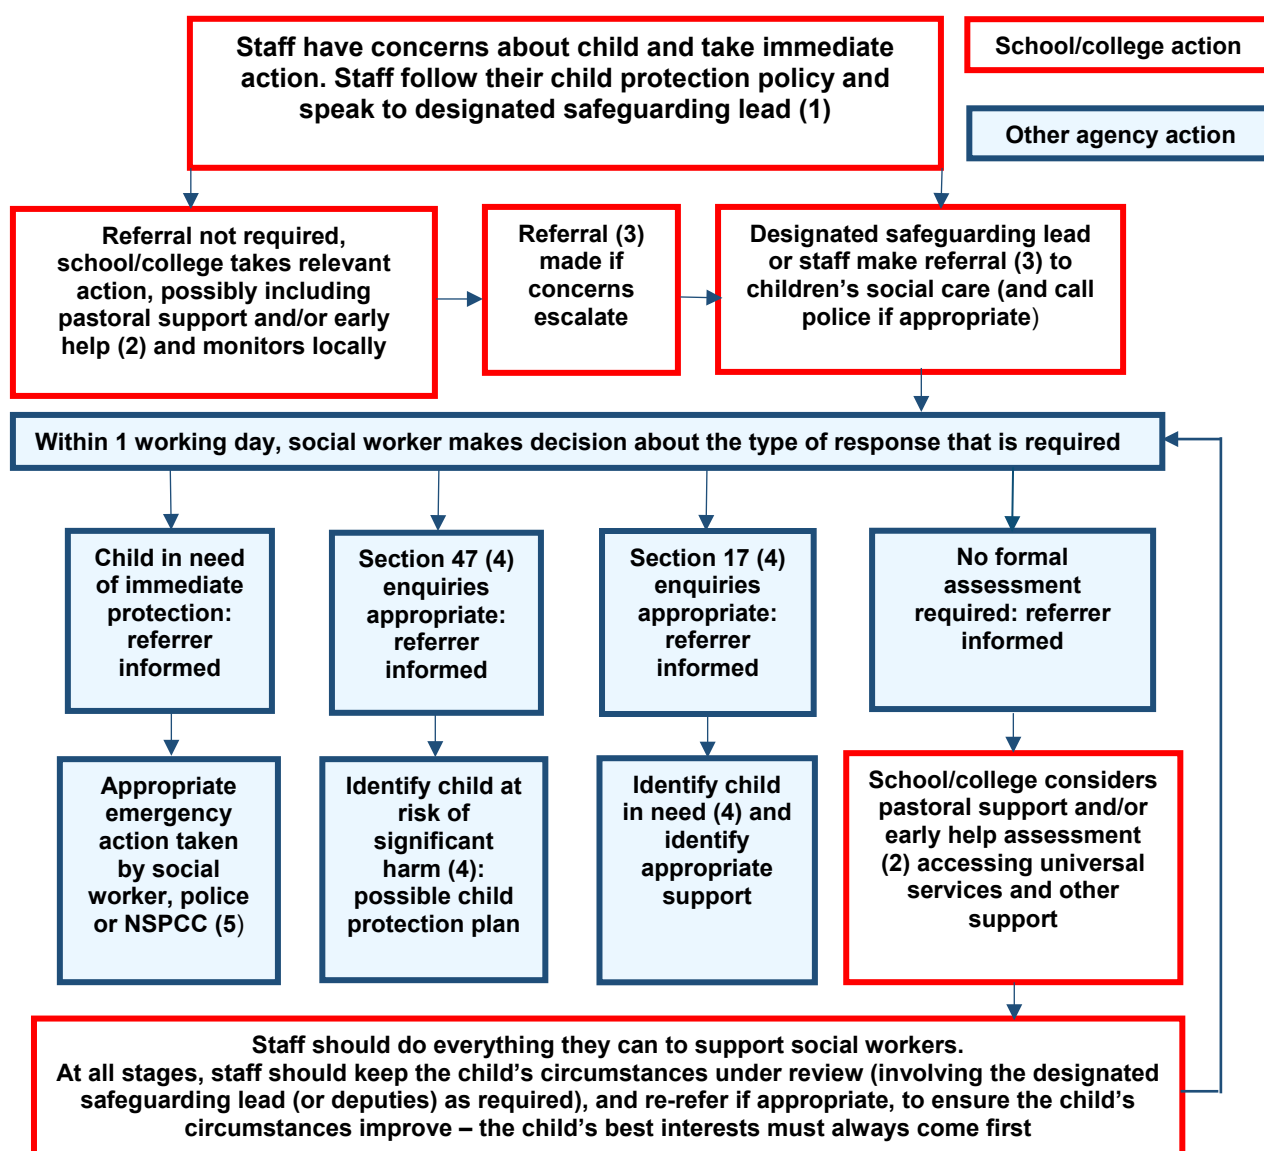 Staff have concerns about child and take immediate
action. Staff follow their child protection policy and
speak to designated safeguarding lead (1)
School/college action
Other agency action
Referral not required,
school/college takes relevant
action, possibly including
pastoral support and/or early
help (2) and monitors locally
Referral (3)
made if
concerns
escalate
Designated safeguarding lead
or staff make referral (3) to
children’s social care (and call
police if appropriate)
Within 1 working day, social worker makes decision about the type of response that is required
Child in need
of immediate
protection:
referrer
informed
Section 47 (4)
enquiries
appropriate:
referrer
informed
Section 17 (4)
enquiries
appropriate:
referrer
informed
No formal
assessment
required: referrer
informed
Appropriate
emergency
action taken
by social
worker, police
or NSPCC (5)
Identify child at
risk of
significant
harm (4):
possible child
protection plan
Identify child
in need (4) and
identify
appropriate
support
School/college considers
pastoral support and/or
early help assessment
(2) accessing universal
services and other
support
Staff should do everything they can to support social workers.
At all stages, staff should keep the child’s circumstances under review (involving the designated
safeguarding lead (or deputies) as required), and re-refer if appropriate, to ensure the child’s
circumstances improve – the child’s best interests must always come first